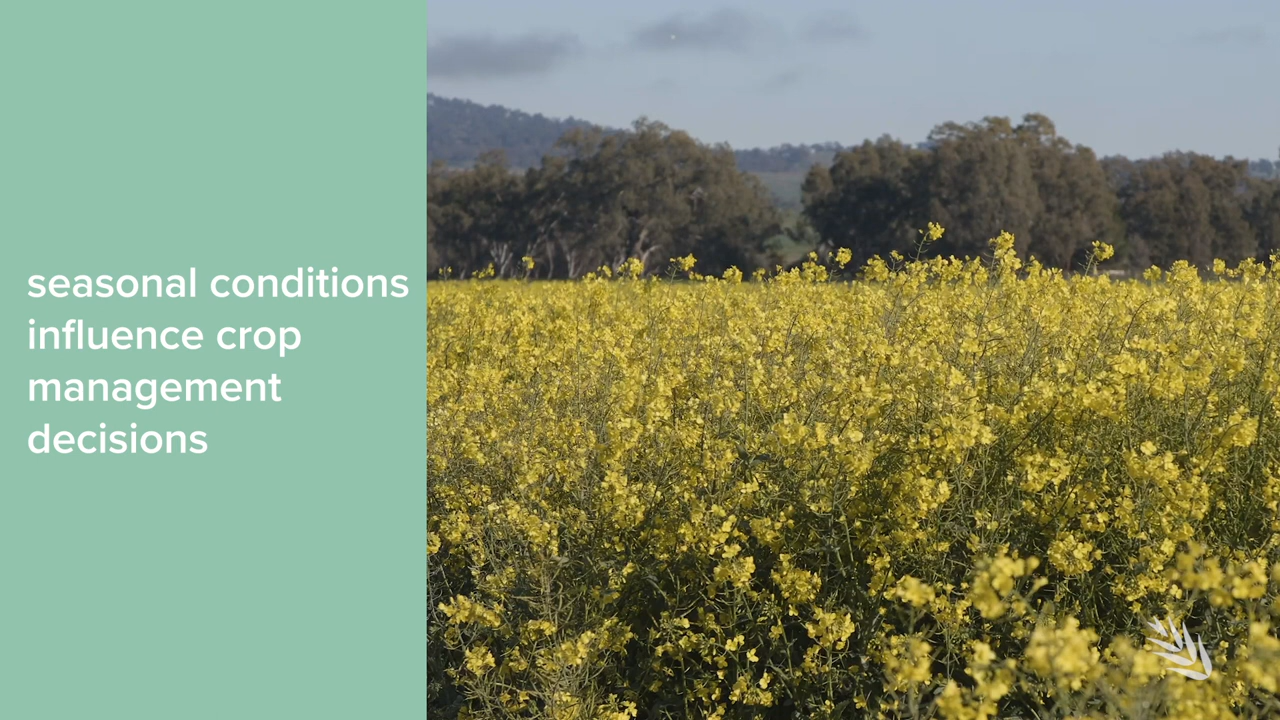 seasonal conditions
influence crop
management
decisions